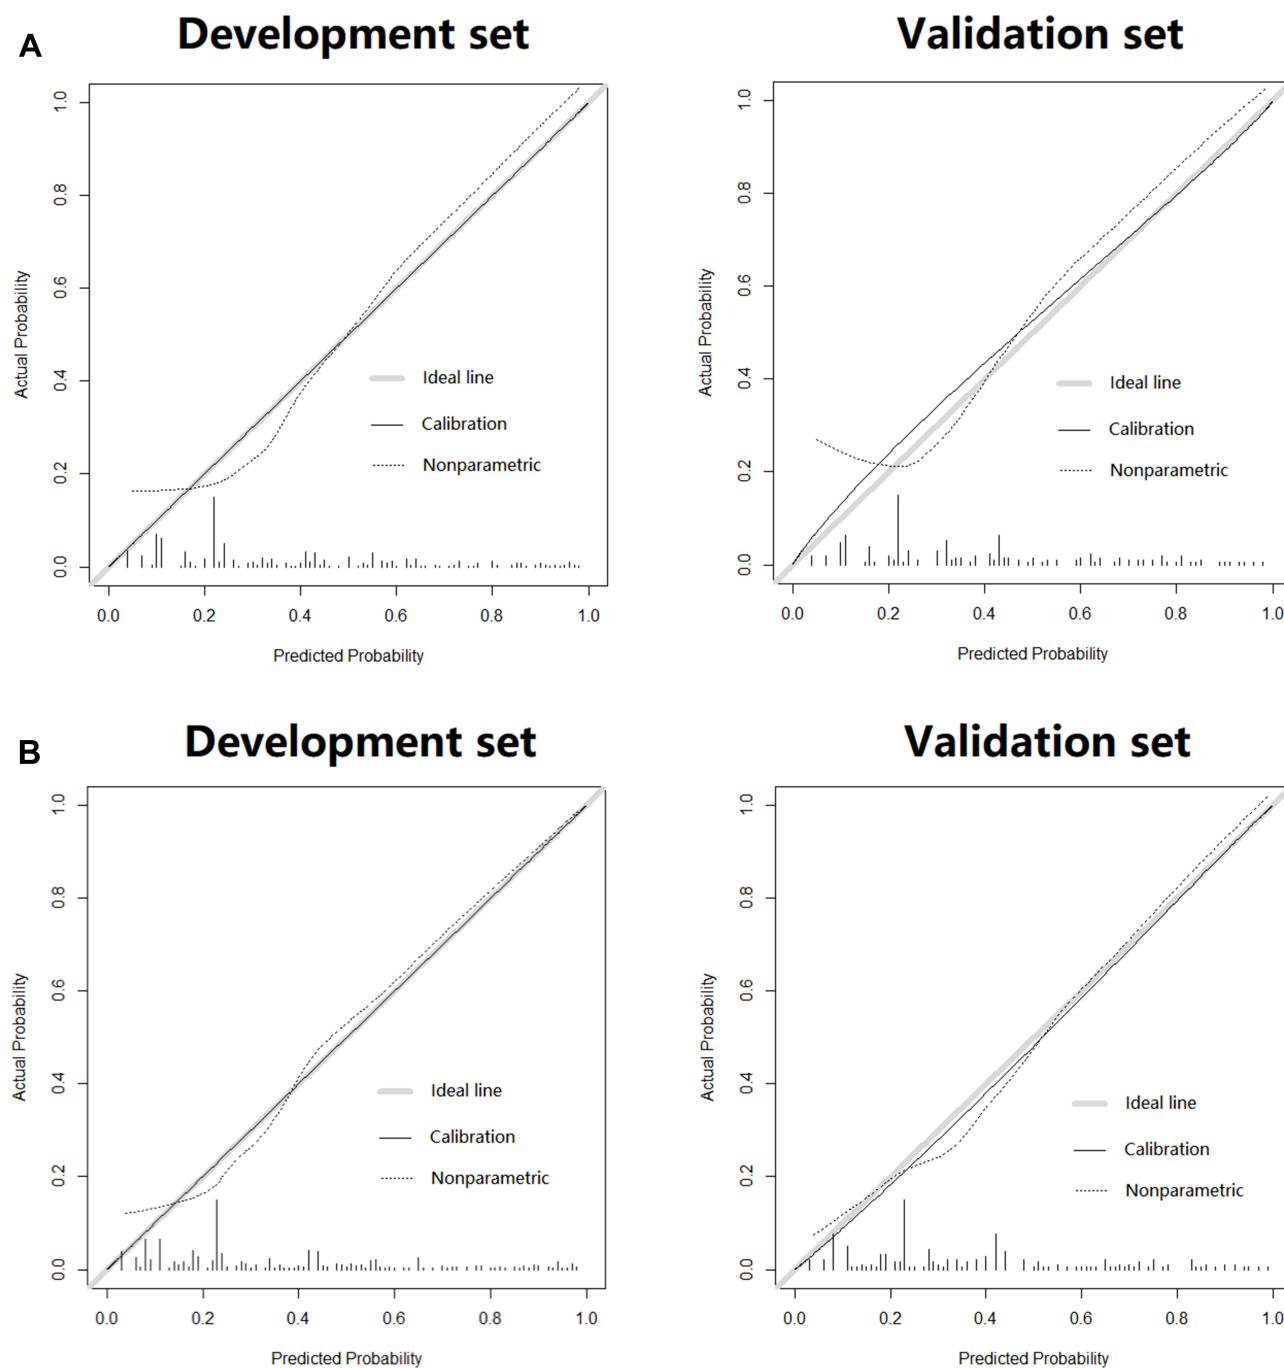 A
Development set
Validation set
Actual Probability
1.0
0.8
0.6
0.4
0.2
0.0
Ideal line
Calibration
Nonparametric
0.0 0.2 0.4 0.6 0.8 1.0
Predicted Probability
Actual Probability
1.0
0.8
0.6
0.4
0.2
0.0
Ideal line
Calibration
Nonparametric
0.0 0.2 0.4 0.6 0.8 1.0
Predicted Probability
B
Development set
Validation set
Actual Probability
1.0
0.8
0.6
0.4
0.2
0.0
Ideal line
Calibration
Nonparametric
0.0 0.2 0.4 0.6 0.8 1.0
Predicted Probability
Actual Probability
1.0
0.8
0.6
0.4
0.2
0.0
Ideal line
Calibration
Nonparametric
0.0 0.2 0.4 0.6 0.8 1.0
Predicted Probability